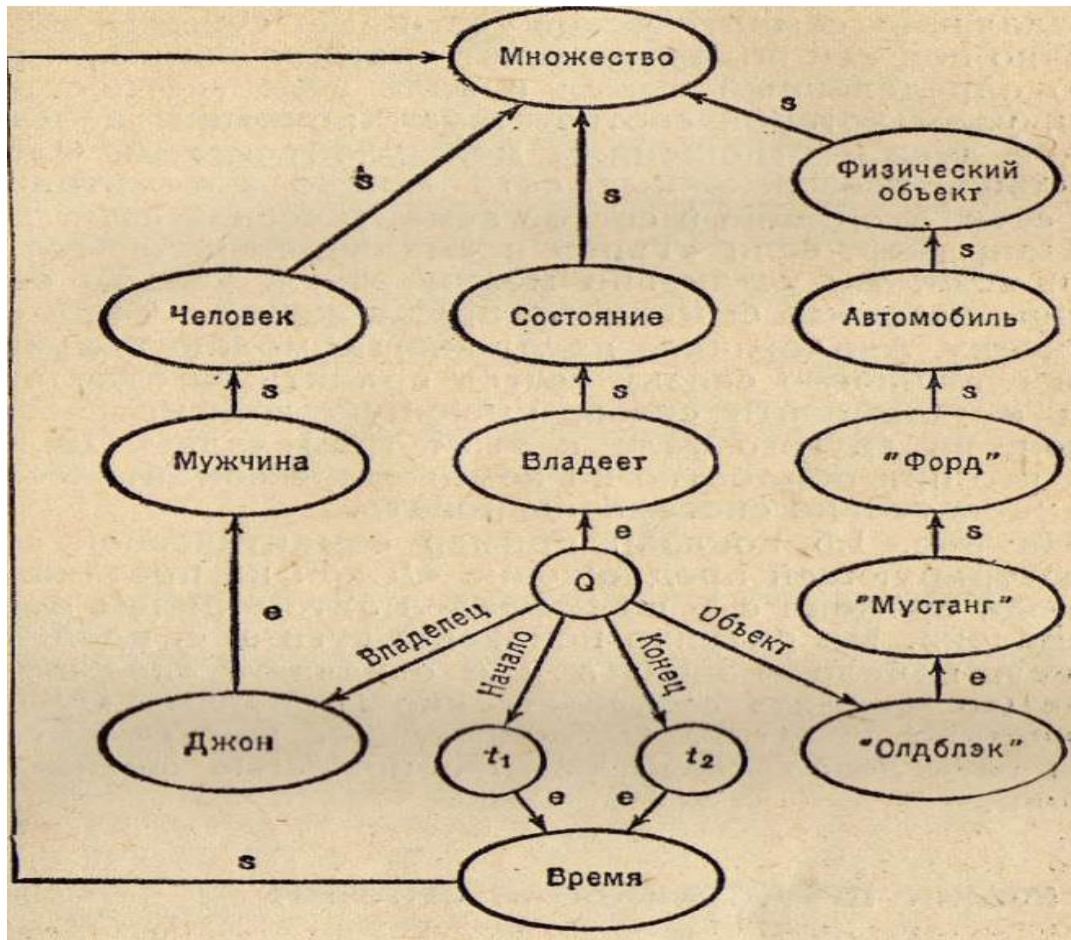 Множество
s
Физический
объект
s
s
s
Человек
Состояние
Автомобиль
s
s
s
Мужчина
Владеет
"Форд"
e
s
Q
"Мустанг"
e
Владелец
Начало
Конец
Объект
e
Джон
t₁
t₂
"Олдблэк"
e
e
s
Время